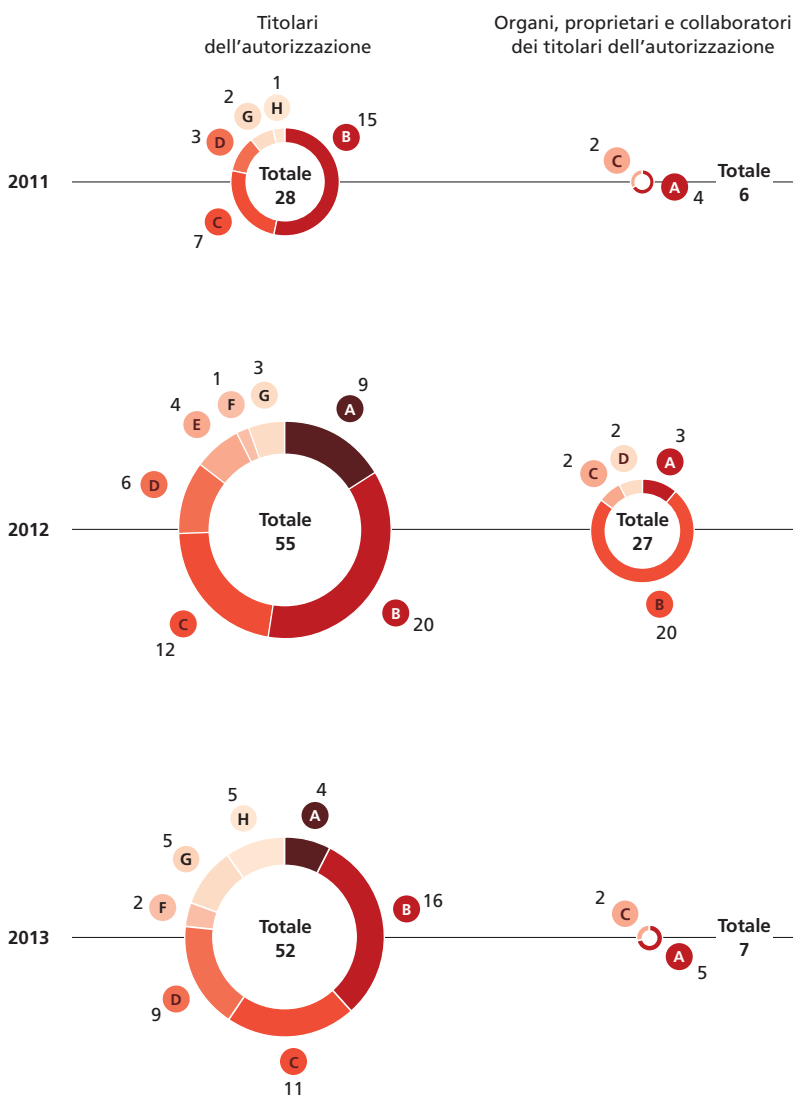 Titolari
dell'autorizzazione
Organi, proprietari e collaboratori
dei titolari dell'autorizzazione
2011
1
H
2
G
3
D
15
B
Totale
28
C
7
2
C
A
4
Totale
6
2012
3
G
1
F
4
E
9
A
6
D
Totale
55
B
20
C
12
2
D
2
C
3
A
Totale
27
B
20
2013
5
H
4
A
5
G
2
F
B
16
Totale
52
D
9
C
11
2
C
A
5
Totale
7